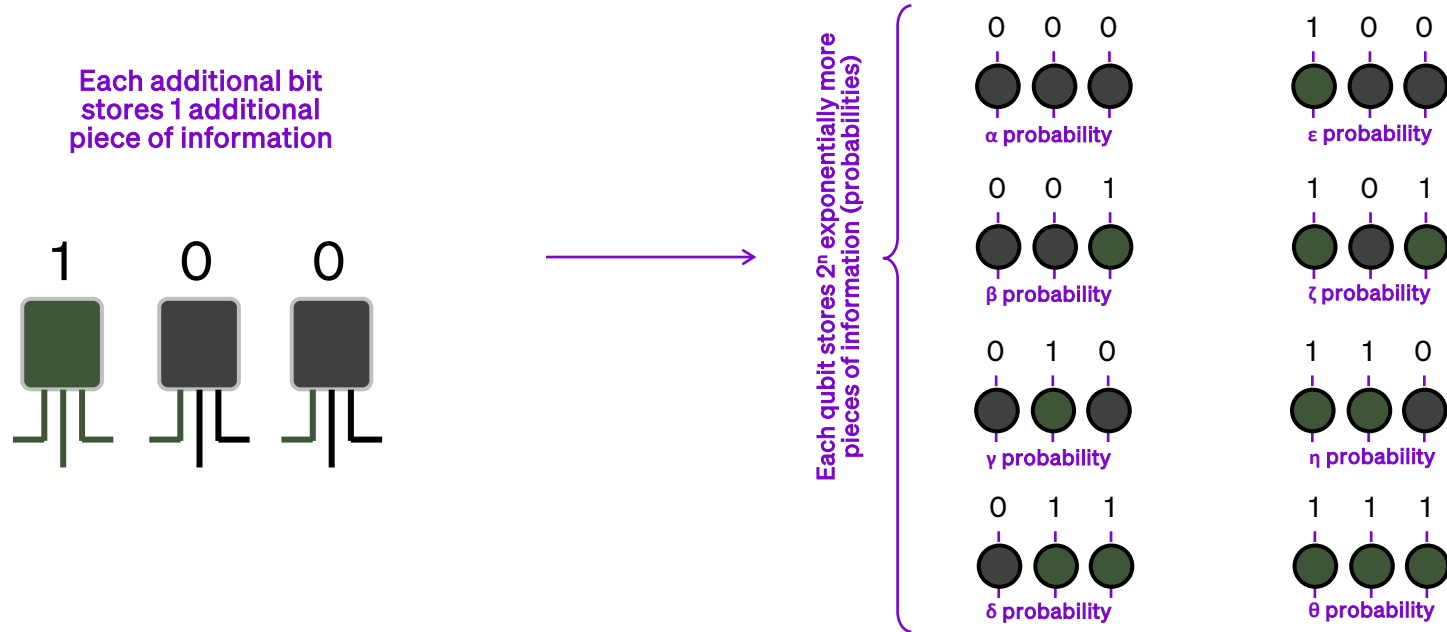 Each additional bit
stores 1 additional
piece of information
1 0 0
Each qubit stores 2ⁿ exponentially more
pieces of information (probabilities)
0 0 0
α probability
0 0 1
β probability
0 1 0
γ probability
0 1 1
δ probability
1 0 0
ε probability
1 0 1
ζ probability
1 1 0
η probability
1 1 1
θ probability